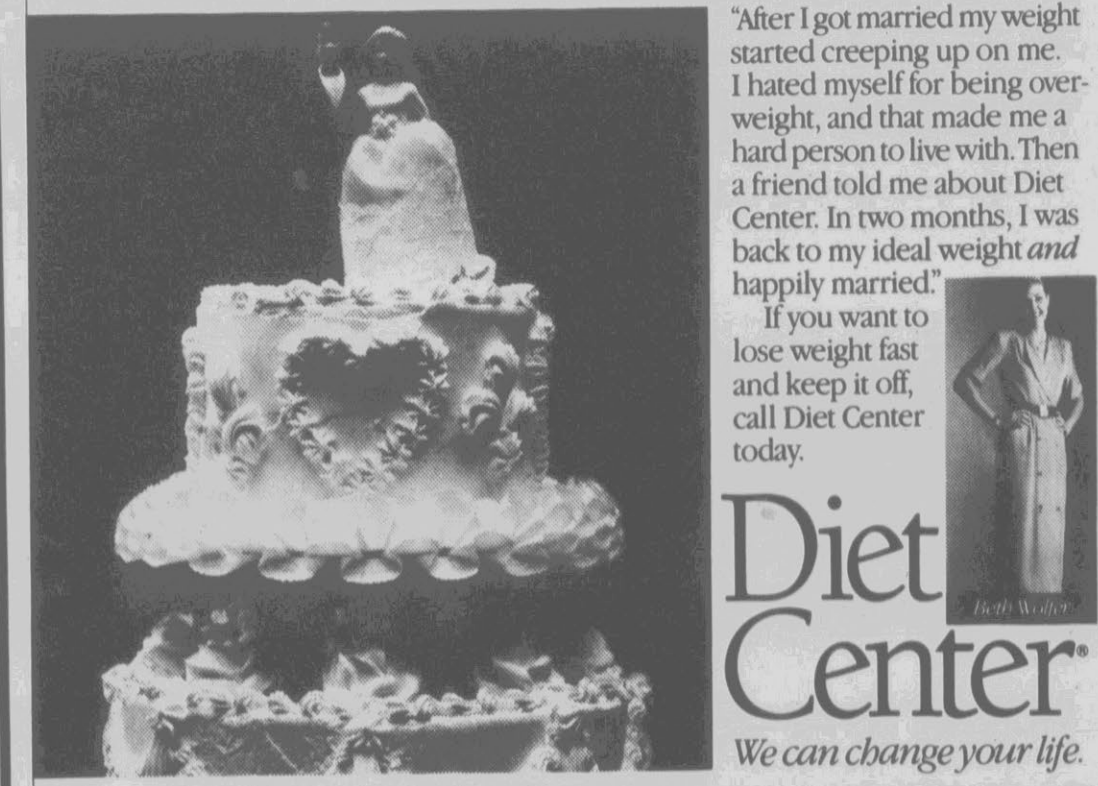 “After I got married my weight
started creeping up on me.
I hated myself for being over-
weight, and that made me a
hard person to live with. Then
a friend told me about Diet
Center. In two months, I was
back to my ideal weight and
happily married.”
If you want to
lose weight fast
and keep it off,
call Diet Center
today.
Beth Wolfer
Diet
Center®
We can change your life.